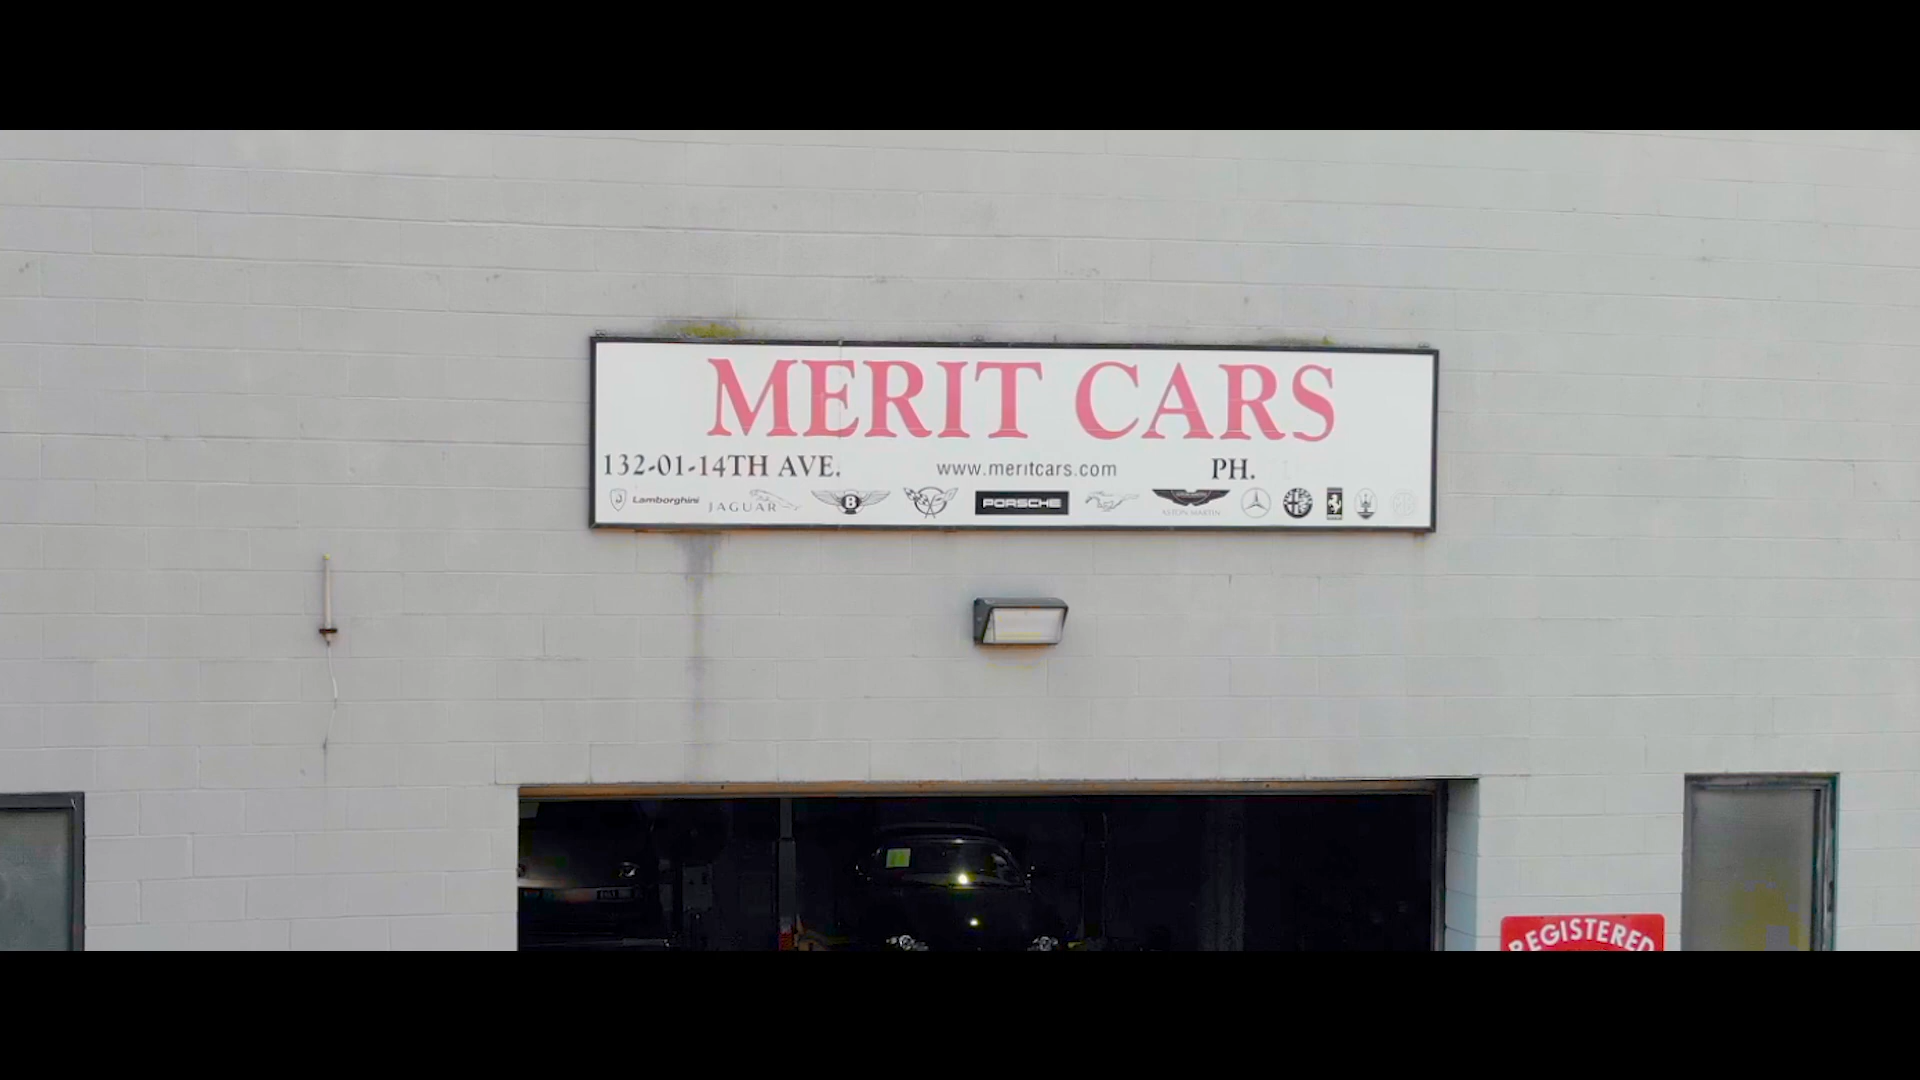 MERIT CARS
132-01-14TH AVE. www.meritcars.com PH.
Lamborghini JAGUAR B PORSCHE ASTON MARTIN
REGISTERED